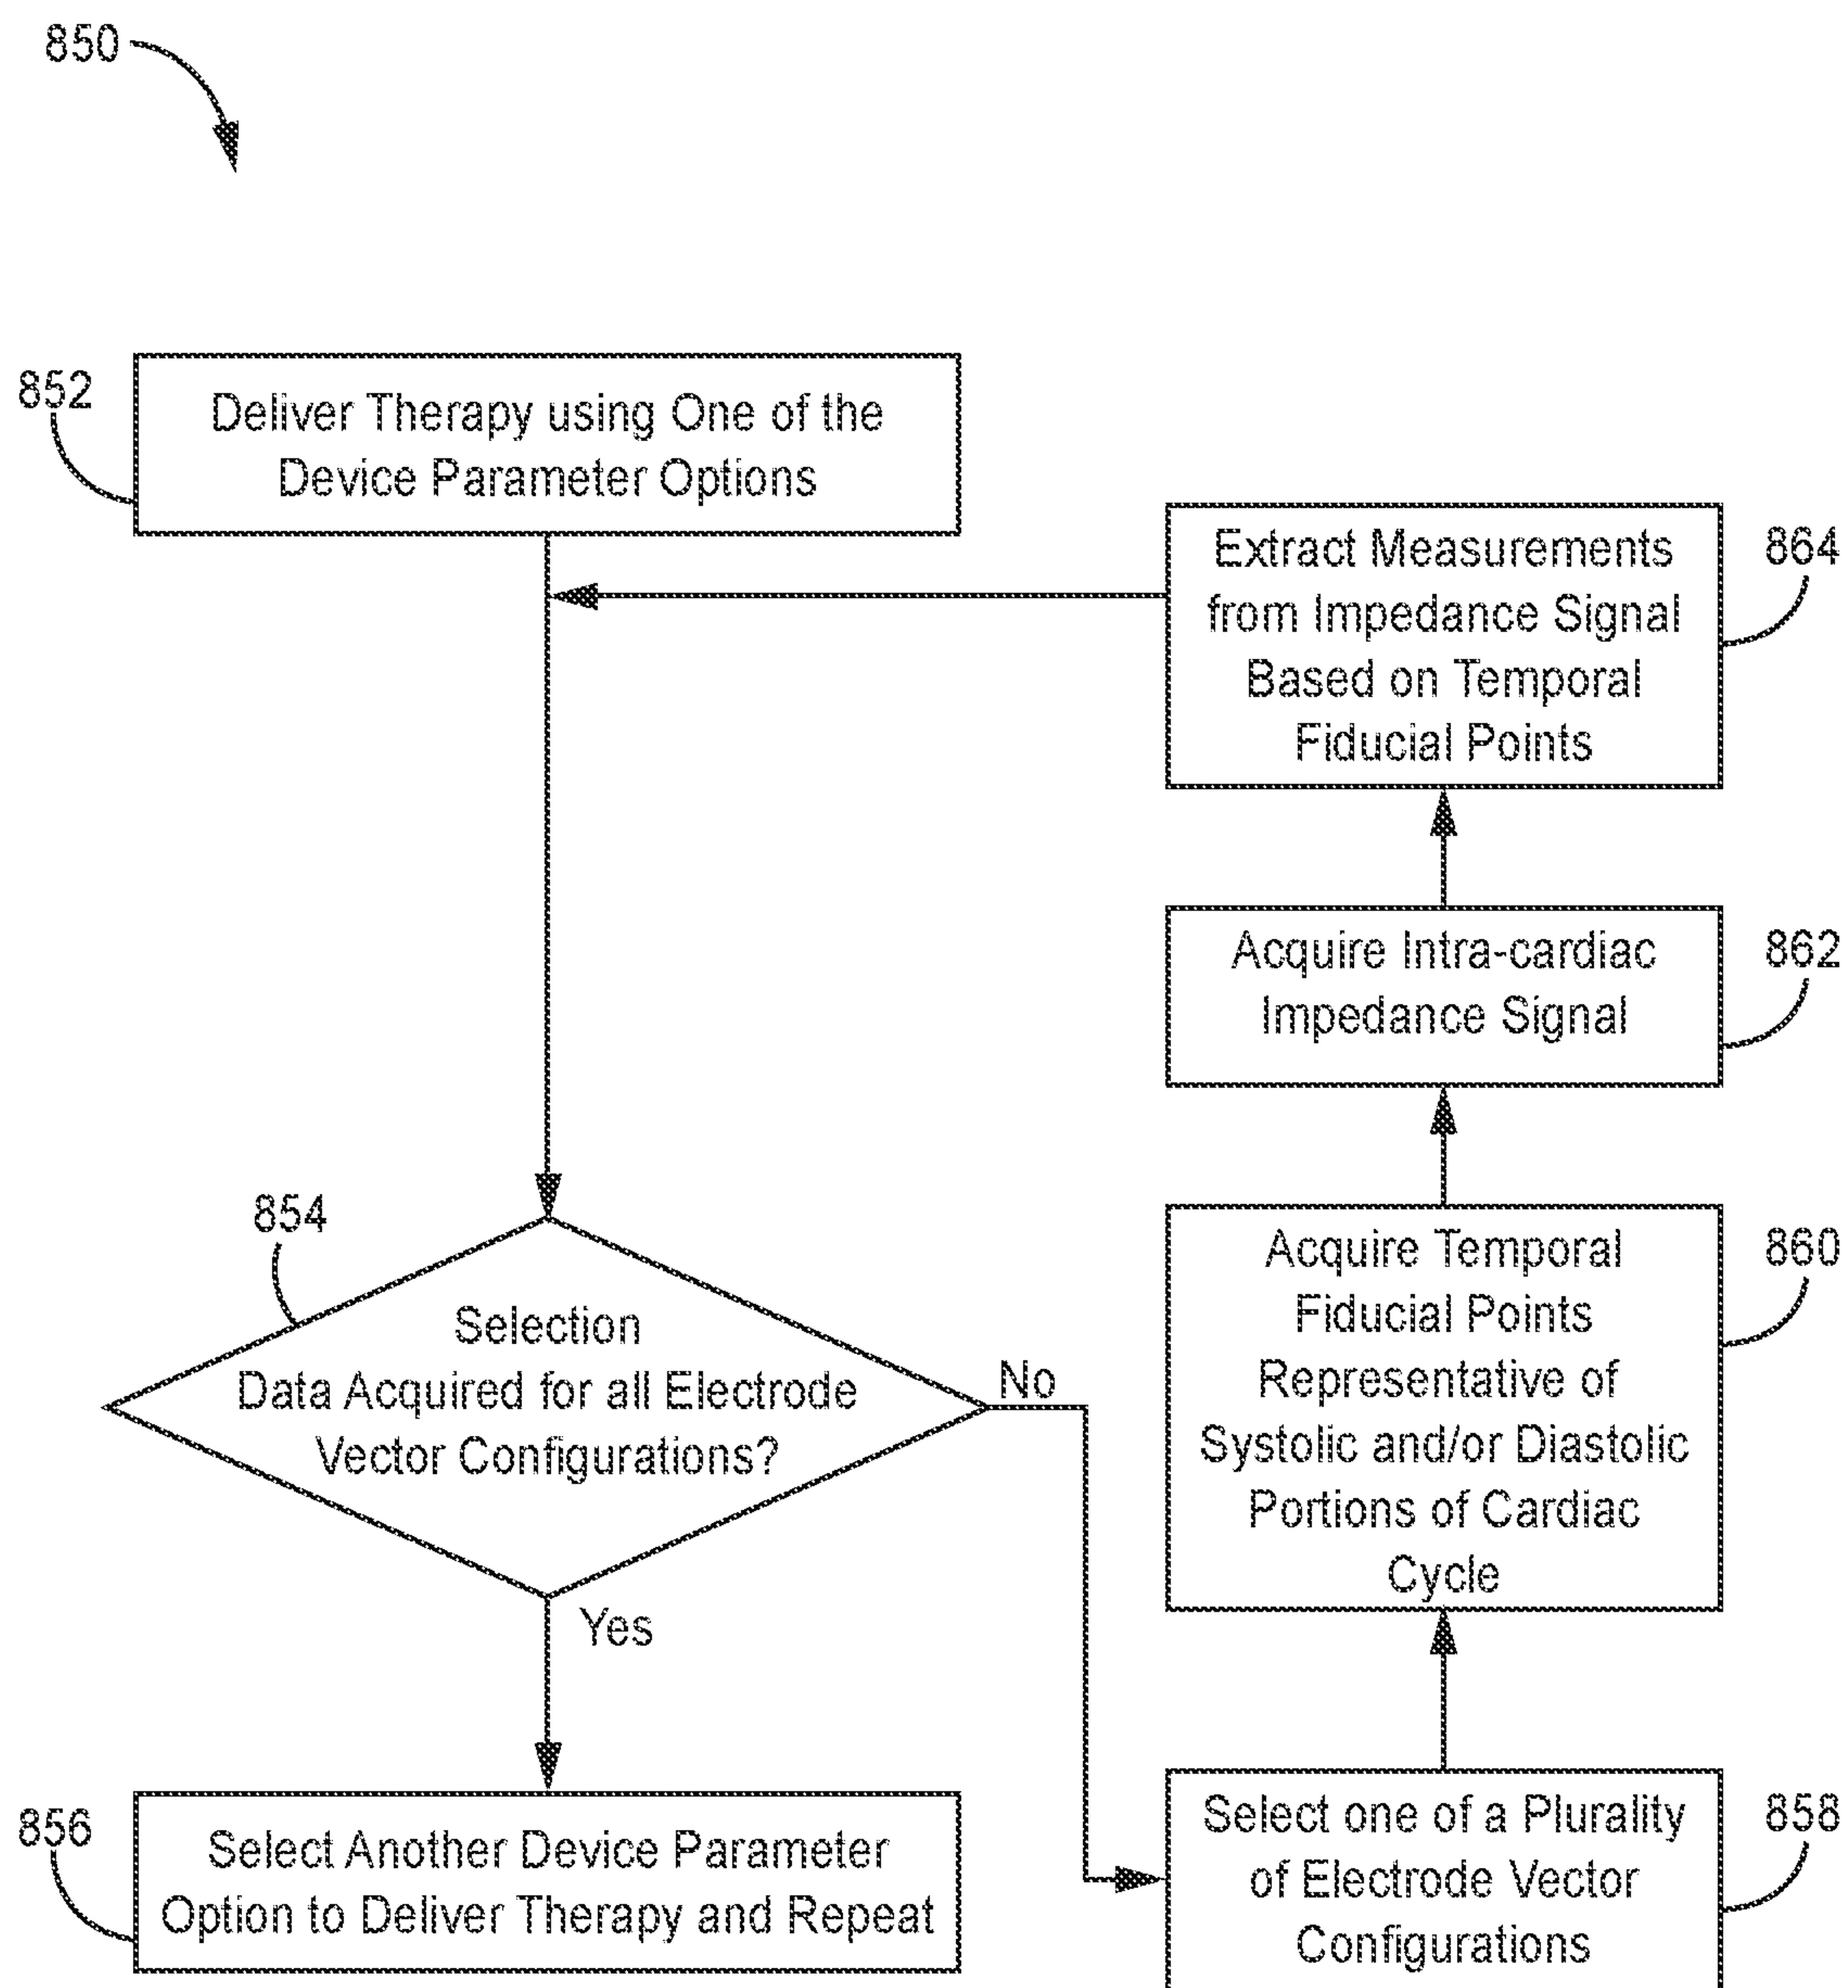 850
852
Deliver Therapy using One of the
Device Parameter Options
864
Extract Measurements
from Impedance Signal
Based on Temporal
Fiducial Points
862
Acquire Intra-cardiac
Impedance Signal
854
Selection
Data Acquired for all Electrode
Vector Configurations?
No
Yes
860
Acquire Temporal
Fiducial Points
Representative of
Systolic and/or Diastolic
Portions of Cardiac
Cycle
856
Select Another Device Parameter
Option to Deliver Therapy and Repeat
858
Select one of a Plurality
of Electrode Vector
Configurations